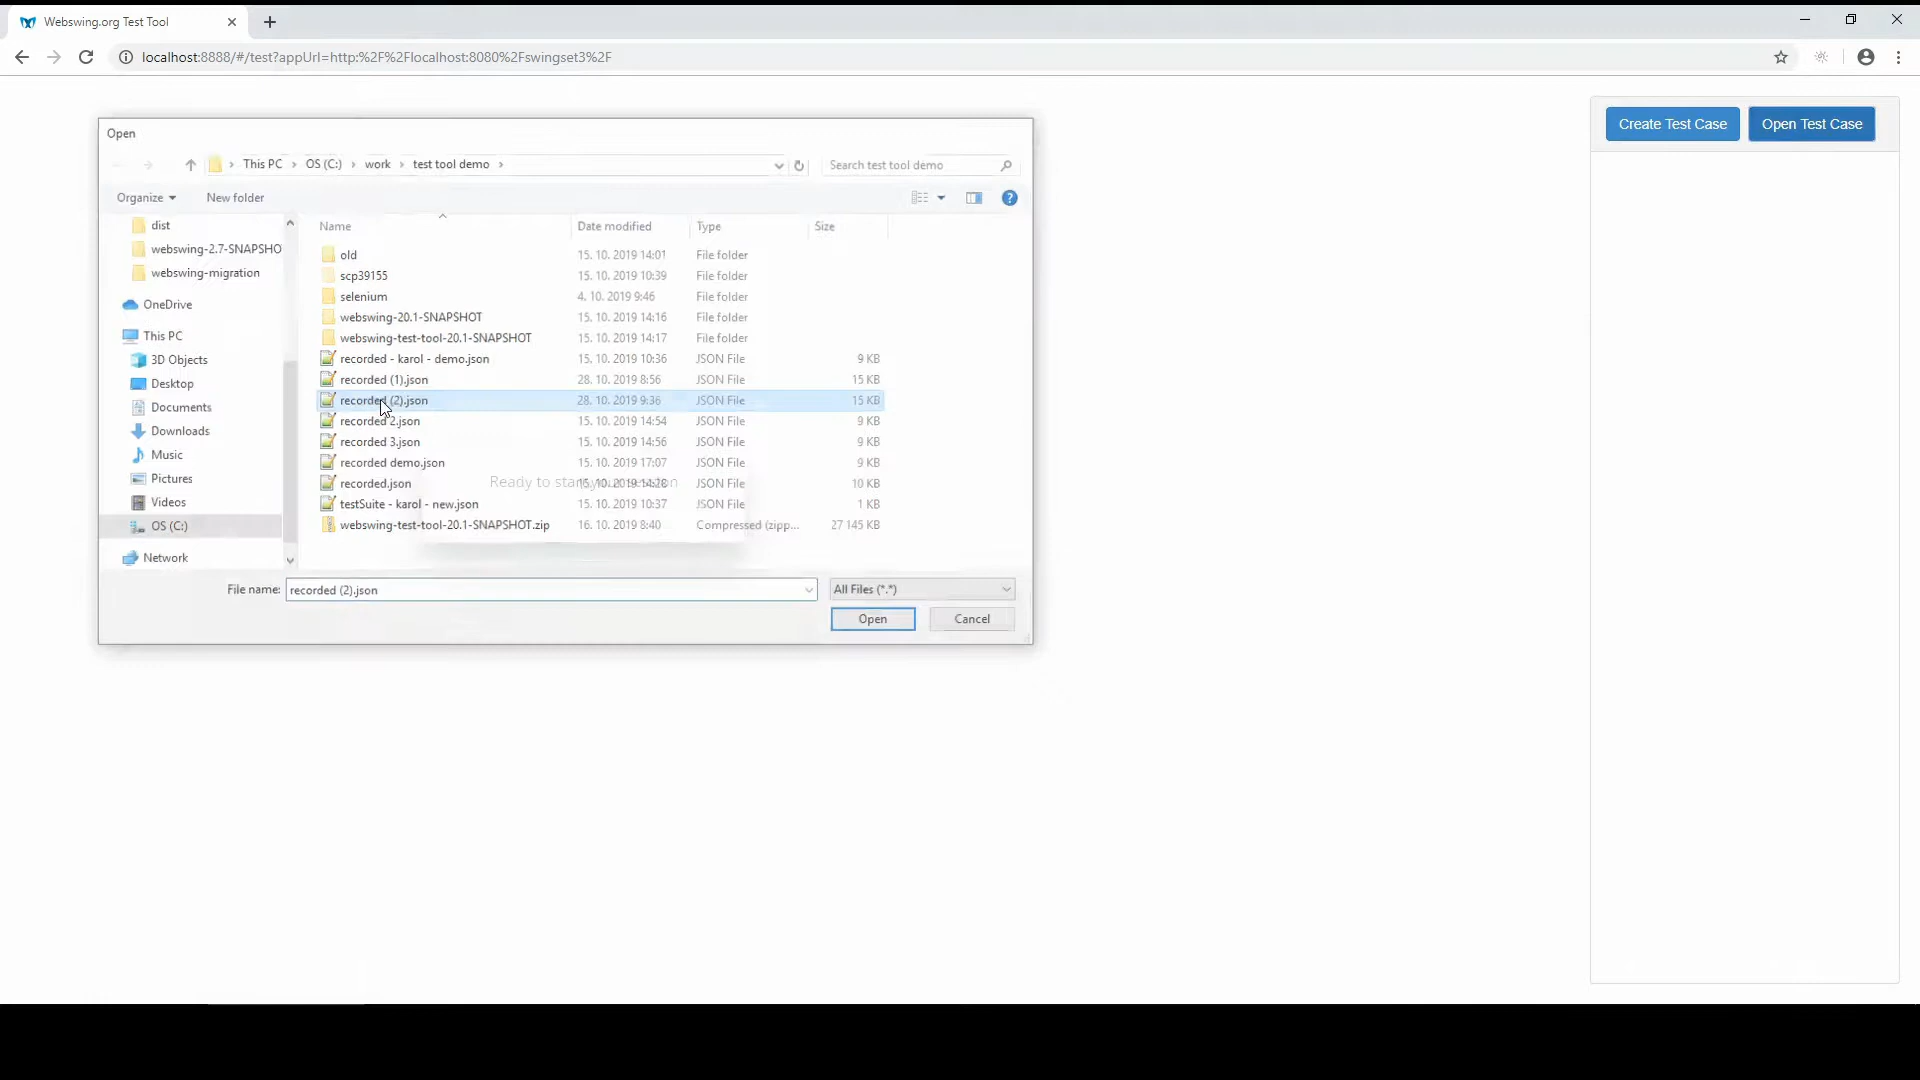 Webswing.org Test Tool
localhost:8888/#/test?appUrl=http:%2F%2Flocalhost:8080%2Fswingset3%2F
Create Test Case
Open Test Case
Open
This PC > OS (C:) > work > test tool demo >
Search test tool demo
Organize
New folder
dist
webswing-2.7-SNAPSHO
webswing-migration
OneDrive
This PC
3D Objects
Desktop
Documents
Downloads
Music
Pictures
Videos
OS (C:)
Network
Name Date modified Type Size
old 15. 10. 2019 14:01 File folder
scp39155 15. 10. 2019 10:39 File folder
selenium 4. 10. 2019 9:46 File folder
webswing-20.1-SNAPSHOT 15. 10. 2019 14:16 File folder
webswing-test-tool-20.1-SNAPSHOT 15. 10. 2019 14:17 File folder
recorded - karol - demo.json 15. 10. 2019 10:36 JSON File 9 KB
recorded (1).json 28. 10. 2019 8:56 JSON File 15 KB
recorded (2).json 28. 10. 2019 9:36 JSON File 15 KB
recorded 2.json 15. 10. 2019 14:54 JSON File 9 KB
recorded 3.json 15. 10. 2019 14:56 JSON File 9 KB
recorded demo.json 15. 10. 2019 17:07 JSON File 9 KB
recorded.json 15. 10. 2019 14:28 JSON File 10 KB
Ready to start your session
testSuite - karol - new.json 15. 10. 2019 10:37 JSON File 1 KB
webswing-test-tool-20.1-SNAPSHOT.zip 16. 10. 2019 8:40 Compressed (zipp... 27 145 KB
File name: recorded (2).json
All Files (*.*)
Open
Cancel